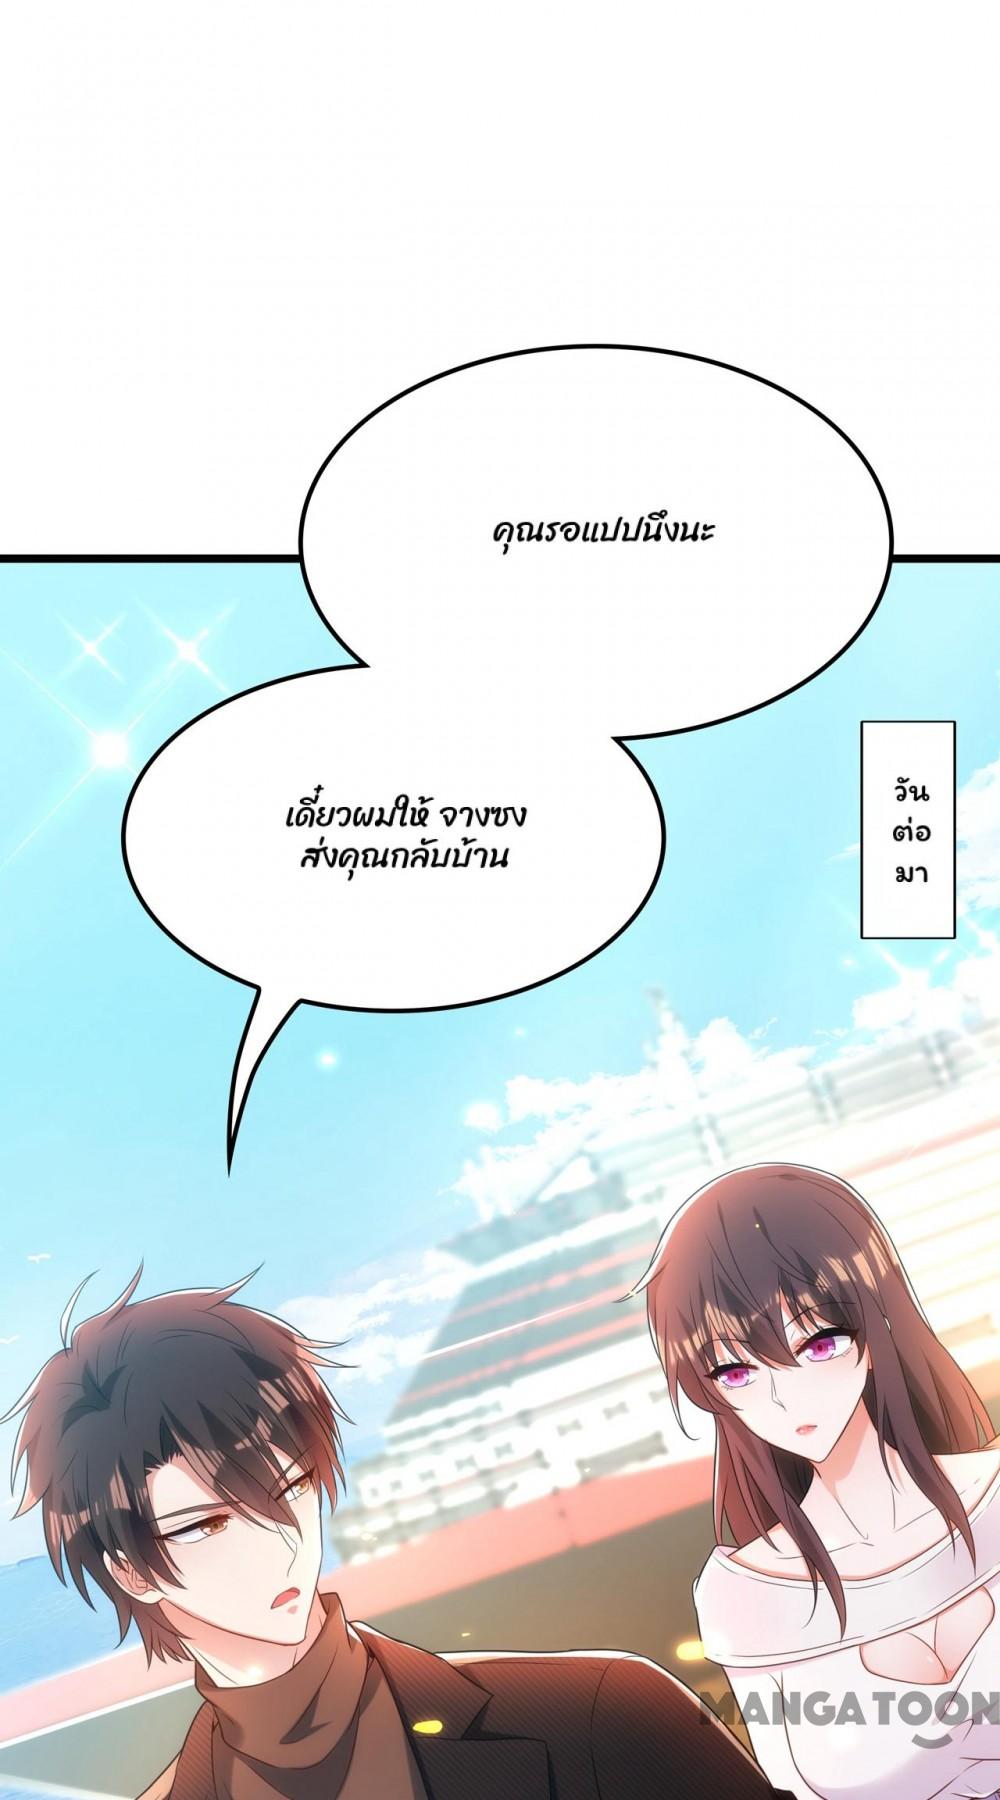 คุณรอแปปนึงนะ
เดี๋ยวผมให้ จางซง
ส่งคุณกลับบ้าน
วัน
ต่อ
มา
MANGATOON